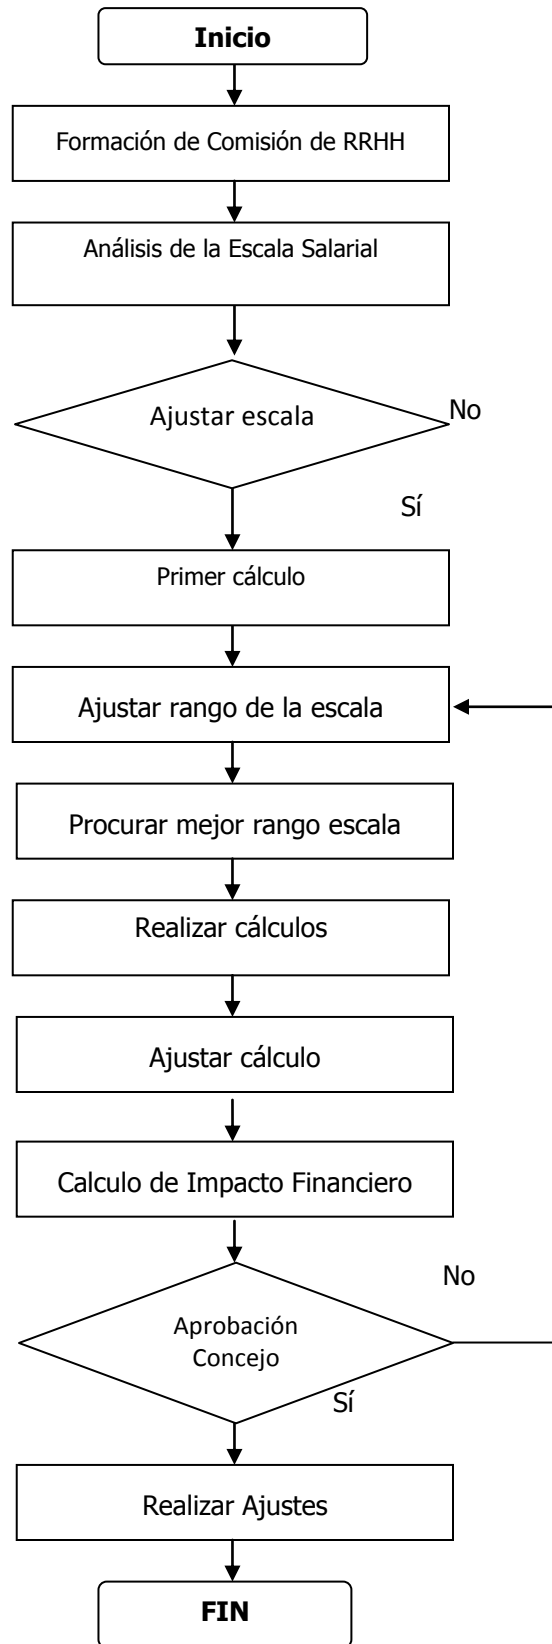 Inicio
Formación de Comisión de RRHH
Análisis de la Escala Salarial
Ajustar escala
No
Sí
Primer cálculo
Ajustar rango de la escala
Procurar mejor rango escala
Realizar cálculos
Ajustar cálculo
Calculo de Impacto Financiero
No
Aprobación
Concejo
Sí
Realizar Ajustes
FIN